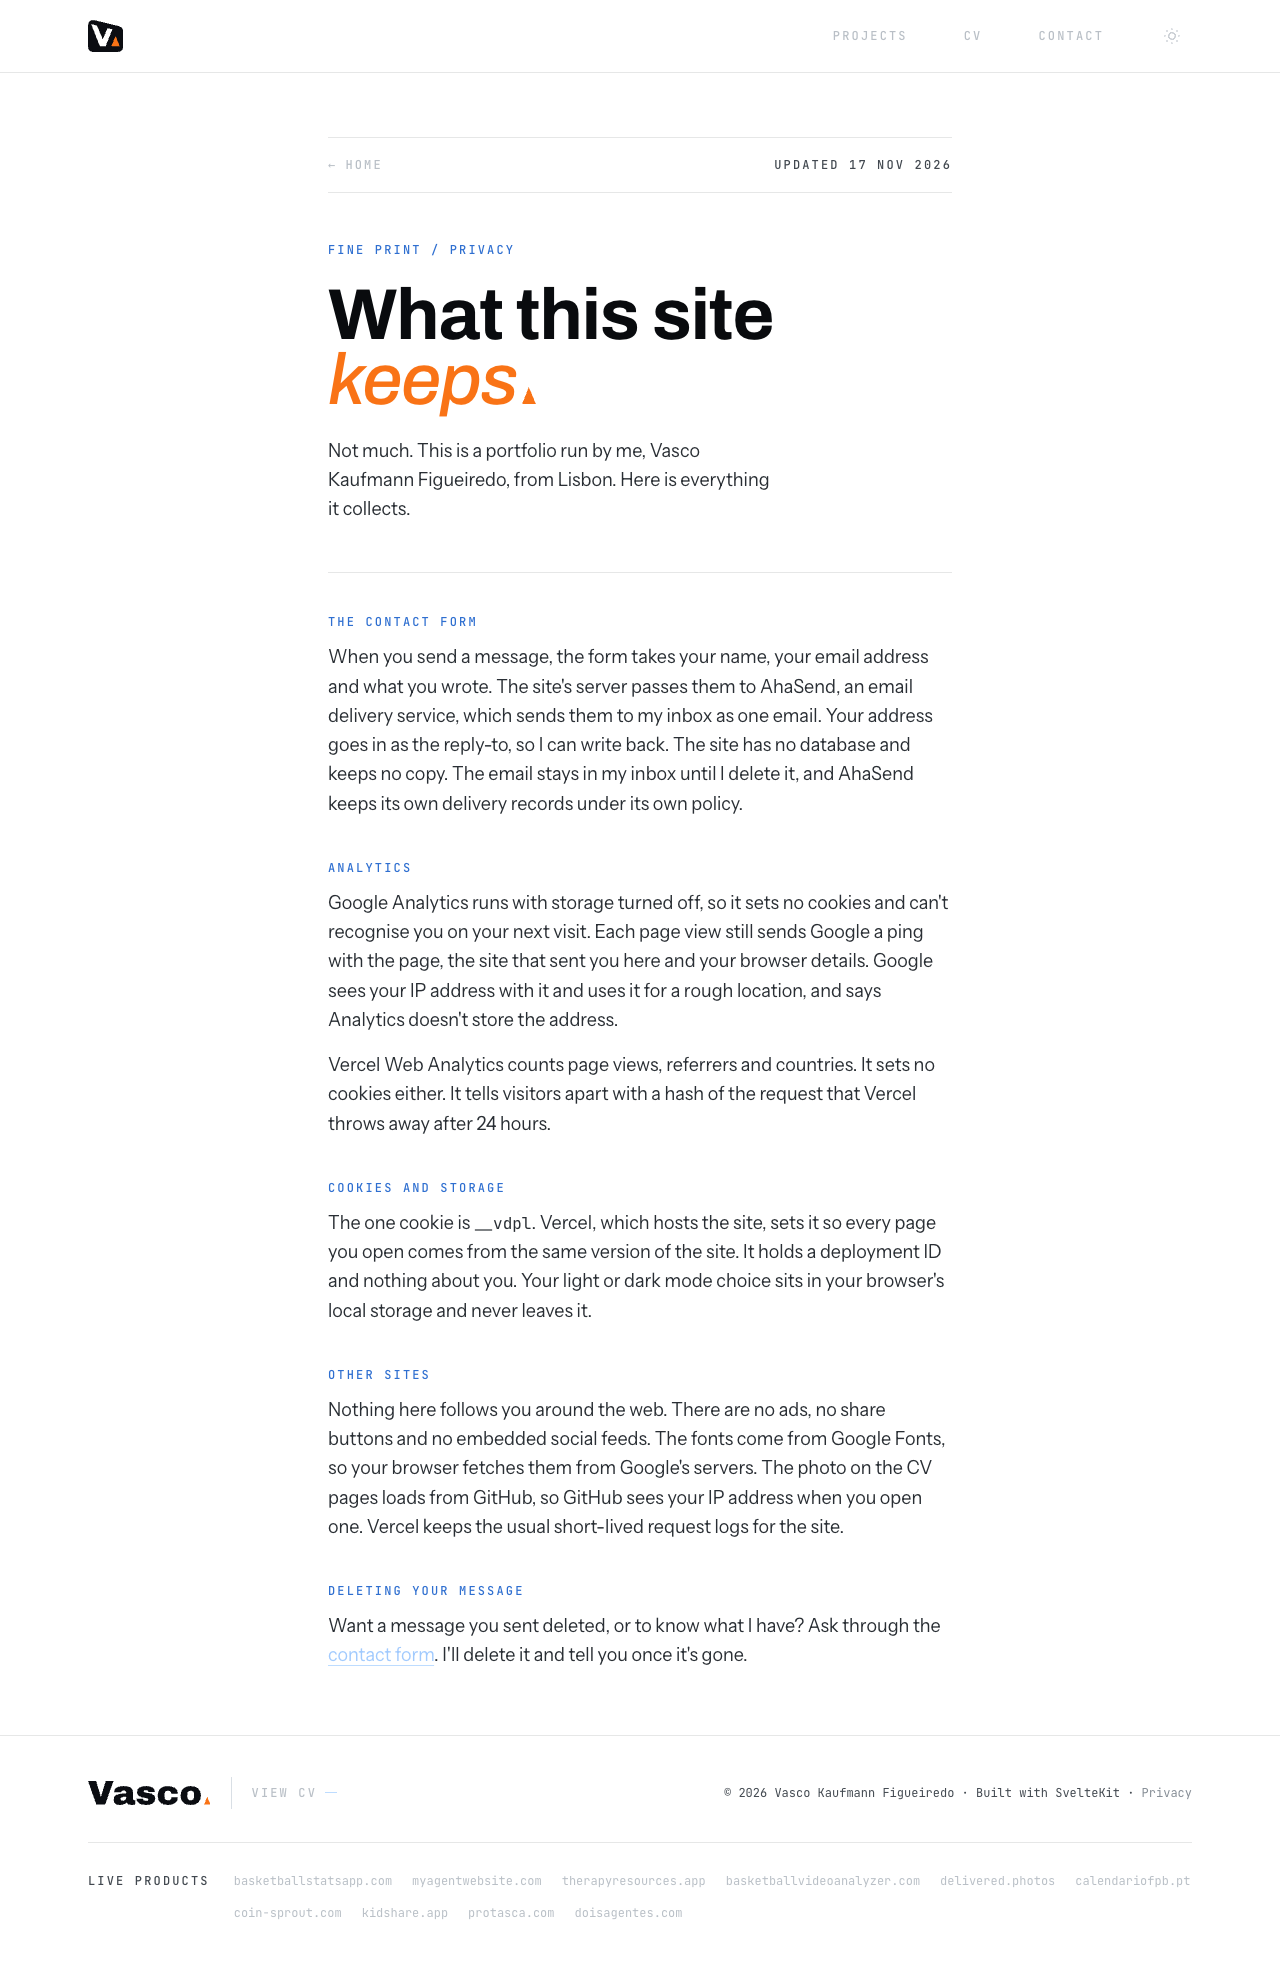 VA
PROJECTS
CV
CONTACT
← HOME
UPDATED 17 NOV 2026
FINE PRINT / PRIVACY
What this site
keeps.
Not much. This is a portfolio run by me, Vasco
Kaufmann Figueiredo, from Lisbon. Here is everything
it collects.
THE CONTACT FORM
When you send a message, the form takes your name, your email address
and what you wrote. The site's server passes them to AhaSend, an email
delivery service, which sends them to my inbox as one email. Your address
goes in as the reply-to, so I can write back. The site has no database and
keeps no copy. The email stays in my inbox until I delete it, and AhaSend
keeps its own delivery records under its own policy.
ANALYTICS
Google Analytics runs with storage turned off, so it sets no cookies and can't
recognise you on your next visit. Each page view still sends Google a ping
with the page, the site that sent you here and your browser details. Google
sees your IP address with it and uses it for a rough location, and says
Analytics doesn't store the address.
Vercel Web Analytics counts page views, referrers and countries. It sets no
cookies either. It tells visitors apart with a hash of the request that Vercel
throws away after 24 hours.
COOKIES AND STORAGE
The one cookie is __vdpl. Vercel, which hosts the site, sets it so every page
you open comes from the same version of the site. It holds a deployment ID
and nothing about you. Your light or dark mode choice sits in your browser's
local storage and never leaves it.
OTHER SITES
Nothing here follows you around the web. There are no ads, no share
buttons and no embedded social feeds. The fonts come from Google Fonts,
so your browser fetches them from Google's servers. The photo on the CV
pages loads from GitHub, so GitHub sees your IP address when you open
one. Vercel keeps the usual short-lived request logs for the site.
DELETING YOUR MESSAGE
Want a message you sent deleted, or to know what I have? Ask through the
contact form. I'll delete it and tell you once it's gone.
Vasco.
VIEW CV
© 2026 Vasco Kaufmann Figueiredo · Built with SvelteKit · Privacy
LIVE PRODUCTS
basketballstatsapp.com myagentwebsite.com therapyresources.app basketballvideoanalyzer.com delivered.photos calendariofpb.pt
coin-sprout.com kidshare.app protasca.com doisagentes.com